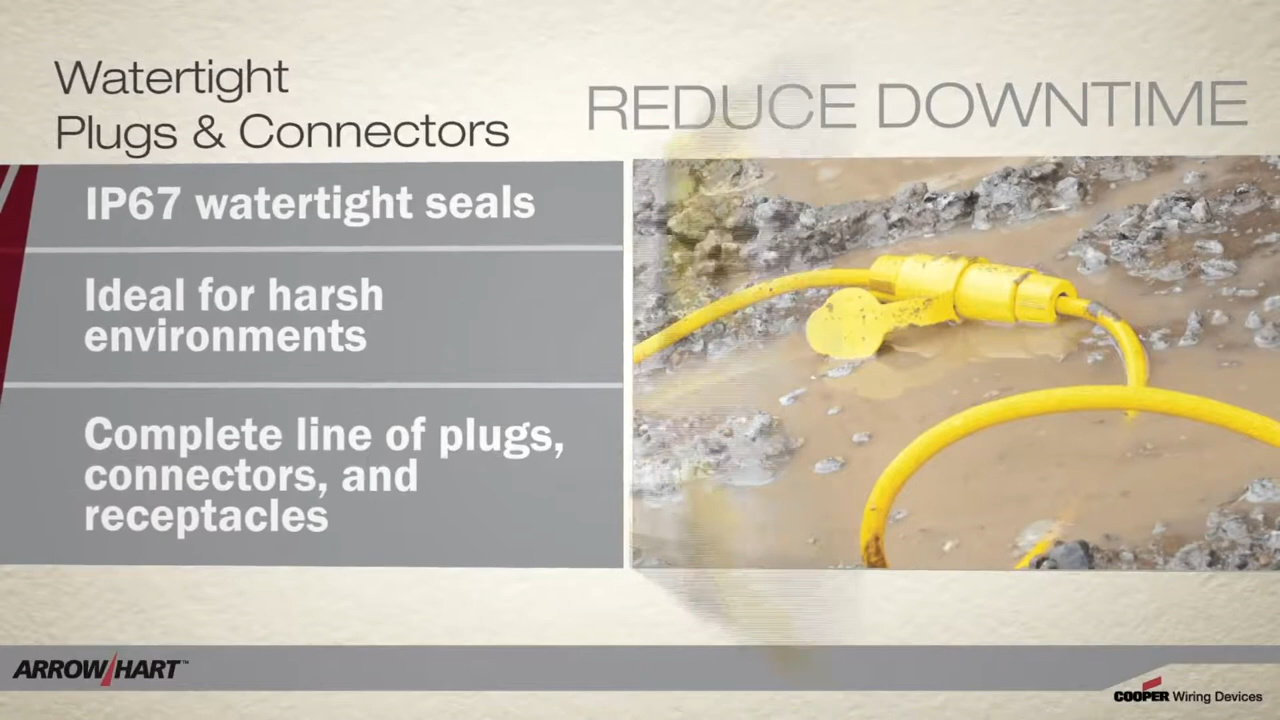 Watertight
Plugs & Connectors
REDUCE DOWNTIME
IP67 watertight seals
Ideal for harsh
environments
Complete line of plugs,
connectors, and
receptacles
ARROW/HART™
COOPER Wiring Devices